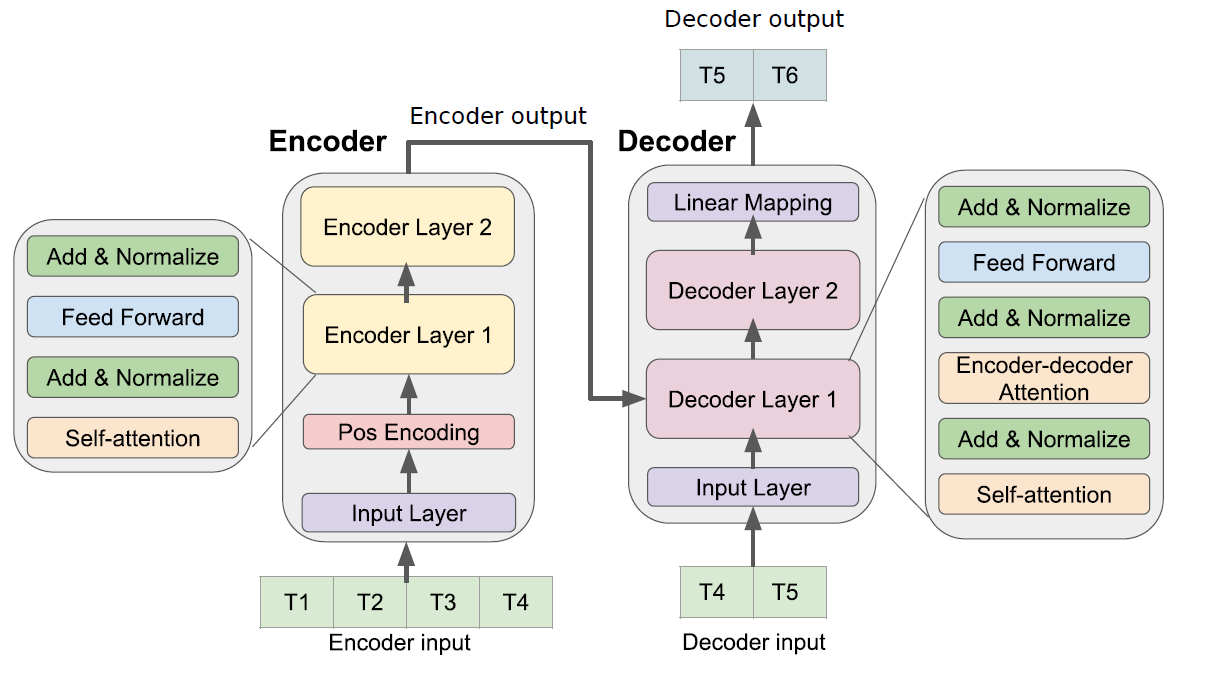 Decoder output
T5 T6
Encoder output
Encoder
Decoder
Add & Normalize
Feed Forward
Add & Normalize
Self-attention
Encoder Layer 2
Encoder Layer 1
Pos Encoding
Input Layer
T1 T2 T3 T4
Encoder input
Linear Mapping
Decoder Layer 2
Decoder Layer 1
Input Layer
T4 T5
Decoder input
Add & Normalize
Feed Forward
Add & Normalize
Encoder-decoder
Attention
Add & Normalize
Self-attention